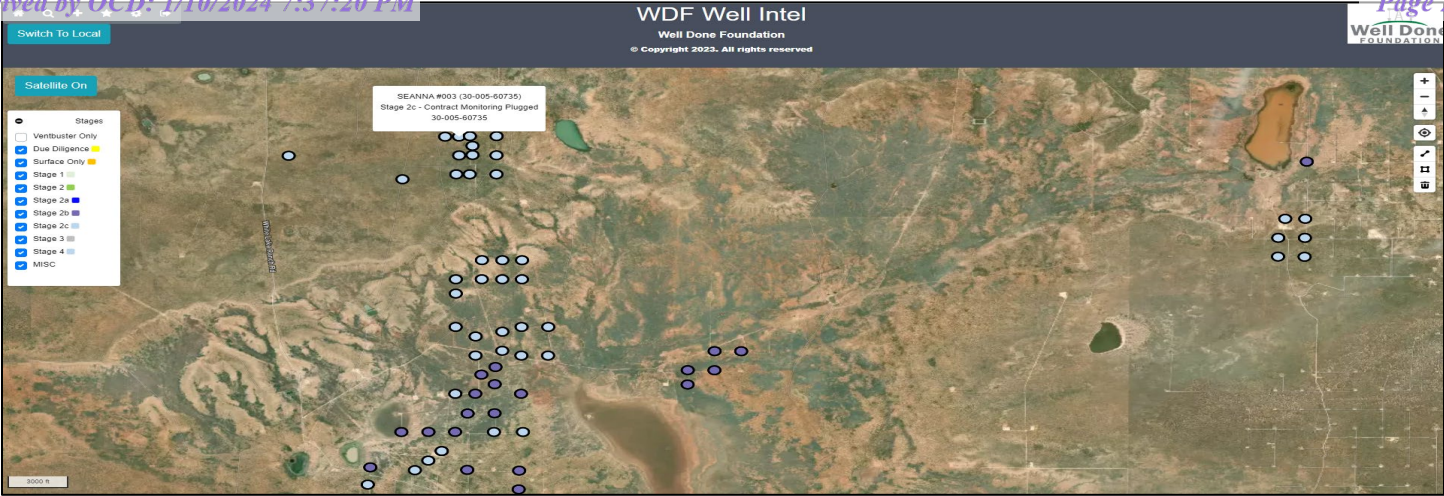 ived by OCD: 1/10/2024 7:37:20 PM
Page
Switch To Local
WDF Well Intel
Well Done Foundation
© Copyright 2023. All rights reserved
Well Done
FOUNDATION
Satellite On
SEANNA #003 (30-005-60735)
Stage 2c - Contract Monitoring Plugged
30-005-60735
Stages
Ventbuster Only
Due Diligence
Surface Only
Stage 1
Stage 2
Stage 2a
Stage 2b
Stage 2c
Stage 3
Stage 4
MISC
3000 ft